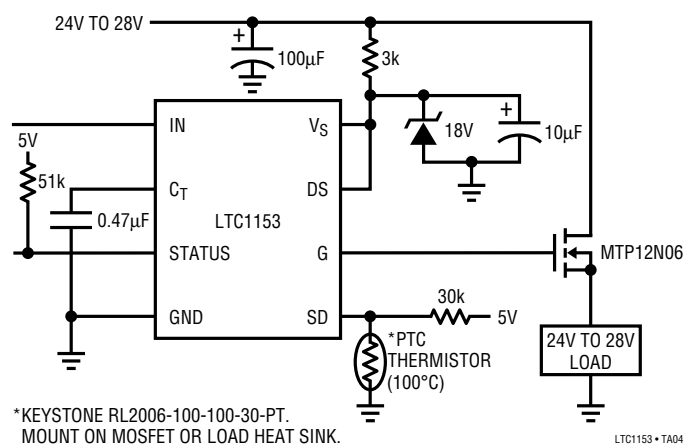 24V TO 28V
+
100µF
3k
IN
VS
+
5V
18V
10µF
51k
CT
DS
0.47µF
LTC1153
STATUS
G
MTP12N06
30k
GND
SD
5V
*PTC
THERMISTOR
(100°C)
24V TO 28V
LOAD
*KEYSTONE RL2006-100-100-30-PT.
MOUNT ON MOSFET OR LOAD HEAT SINK.
LTC1153 • TA04